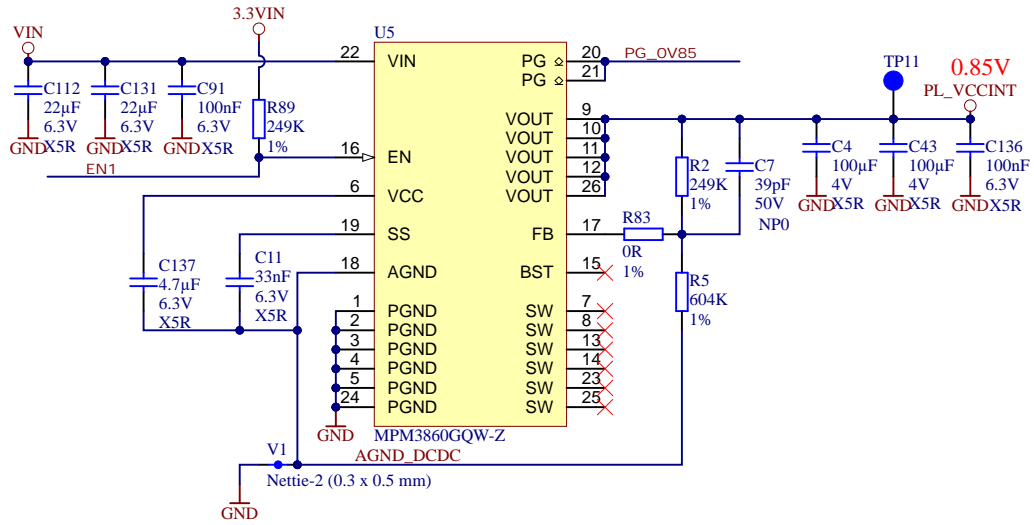 3.3VIN
VIN
U5
TP11
0.85V
PL_VCCINT
22
VIN
PG
20
PG_0V85
PG
21
C112
22µF
6.3V
X5R
C131
22µF
6.3V
X5R
C91
100nF
6.3V
X5R
GND
GND
GND
R89
249K
1%
EN1
16
EN
6
VCC
19
SS
18
AGND
1
PGND
2
PGND
3
PGND
4
PGND
5
PGND
24
PGND
VOUT
9
VOUT
10
VOUT
11
VOUT
12
VOUT
26
FB
17
BST
15
SW
7
SW
8
SW
13
SW
14
SW
23
SW
25
R83
0R
1%
R2
249K
1%
C7
39pF
50V
NP0
C4
100µF
4V
X5R
C43
100µF
4V
X5R
C136
100nF
6.3V
X5R
GND
GND
GND
R5
604K
1%
C137
4.7µF
6.3V
X5R
C11
33nF
6.3V
X5R
GND
MPM3860GQW-Z
AGND_DCDC
V1
Nettie-2 (0.3 x 0.5 mm)
GND